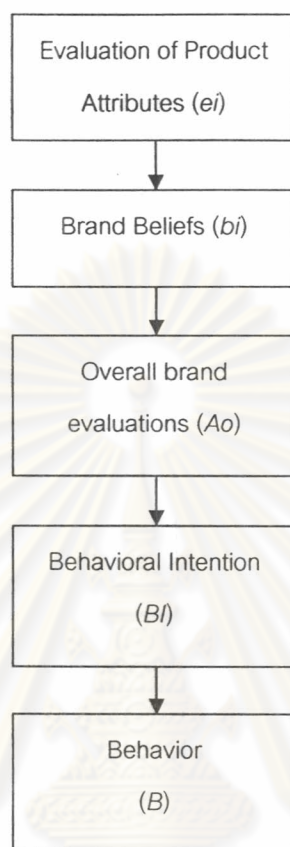 Evaluation of Product
Attributes (ei)
Brand Beliefs (bi)
Overall brand
evaluations (Ao)
Behavioral Intention
(BI)
Behavior
(B)